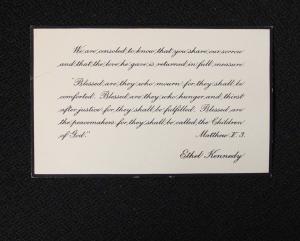 We are consoled to know that you share our sorrow
and that the love he gave is returned in full measure
"Blessed are they who mourn for they shall be
comforted. Blessed are they who hunger and thirst
after justice for they shall be fulfilled. Blessed are
the peacemakers for they shall be called the Children
of God."
Matthew V 3.
Ethel Kennedy